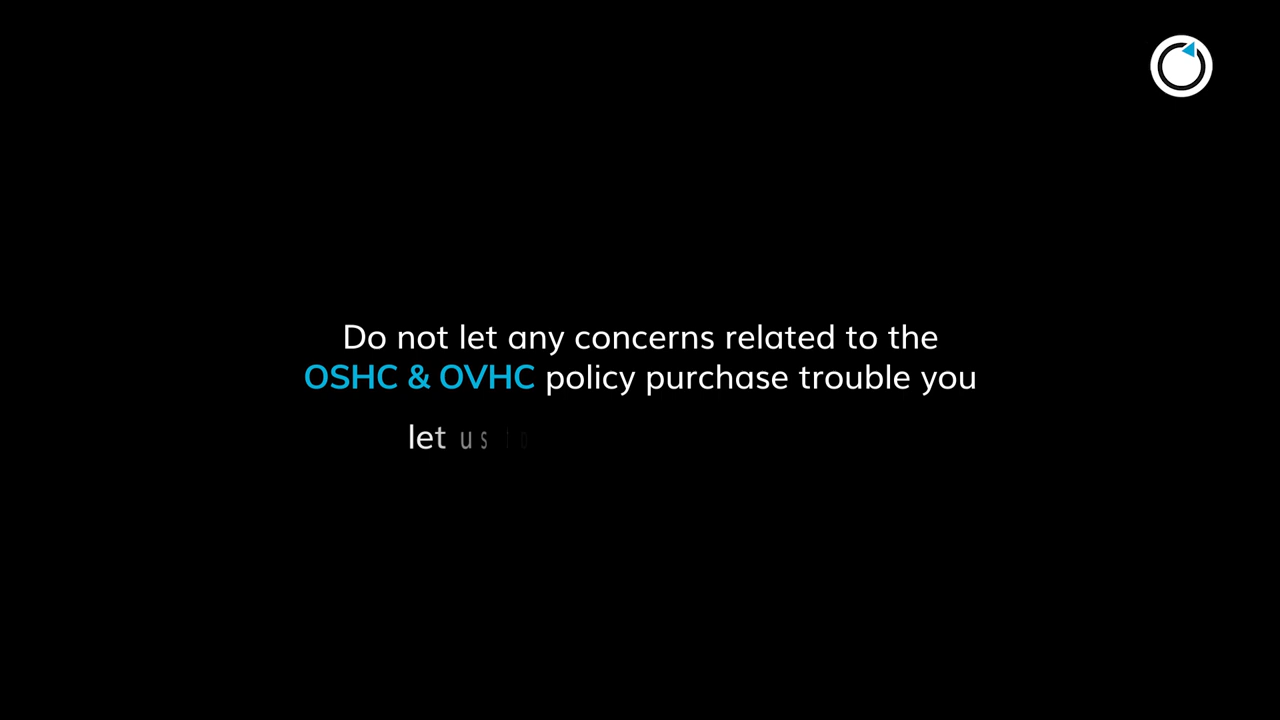 Do not let any concerns related to the
OSHC & OVHC policy purchase trouble you
let us